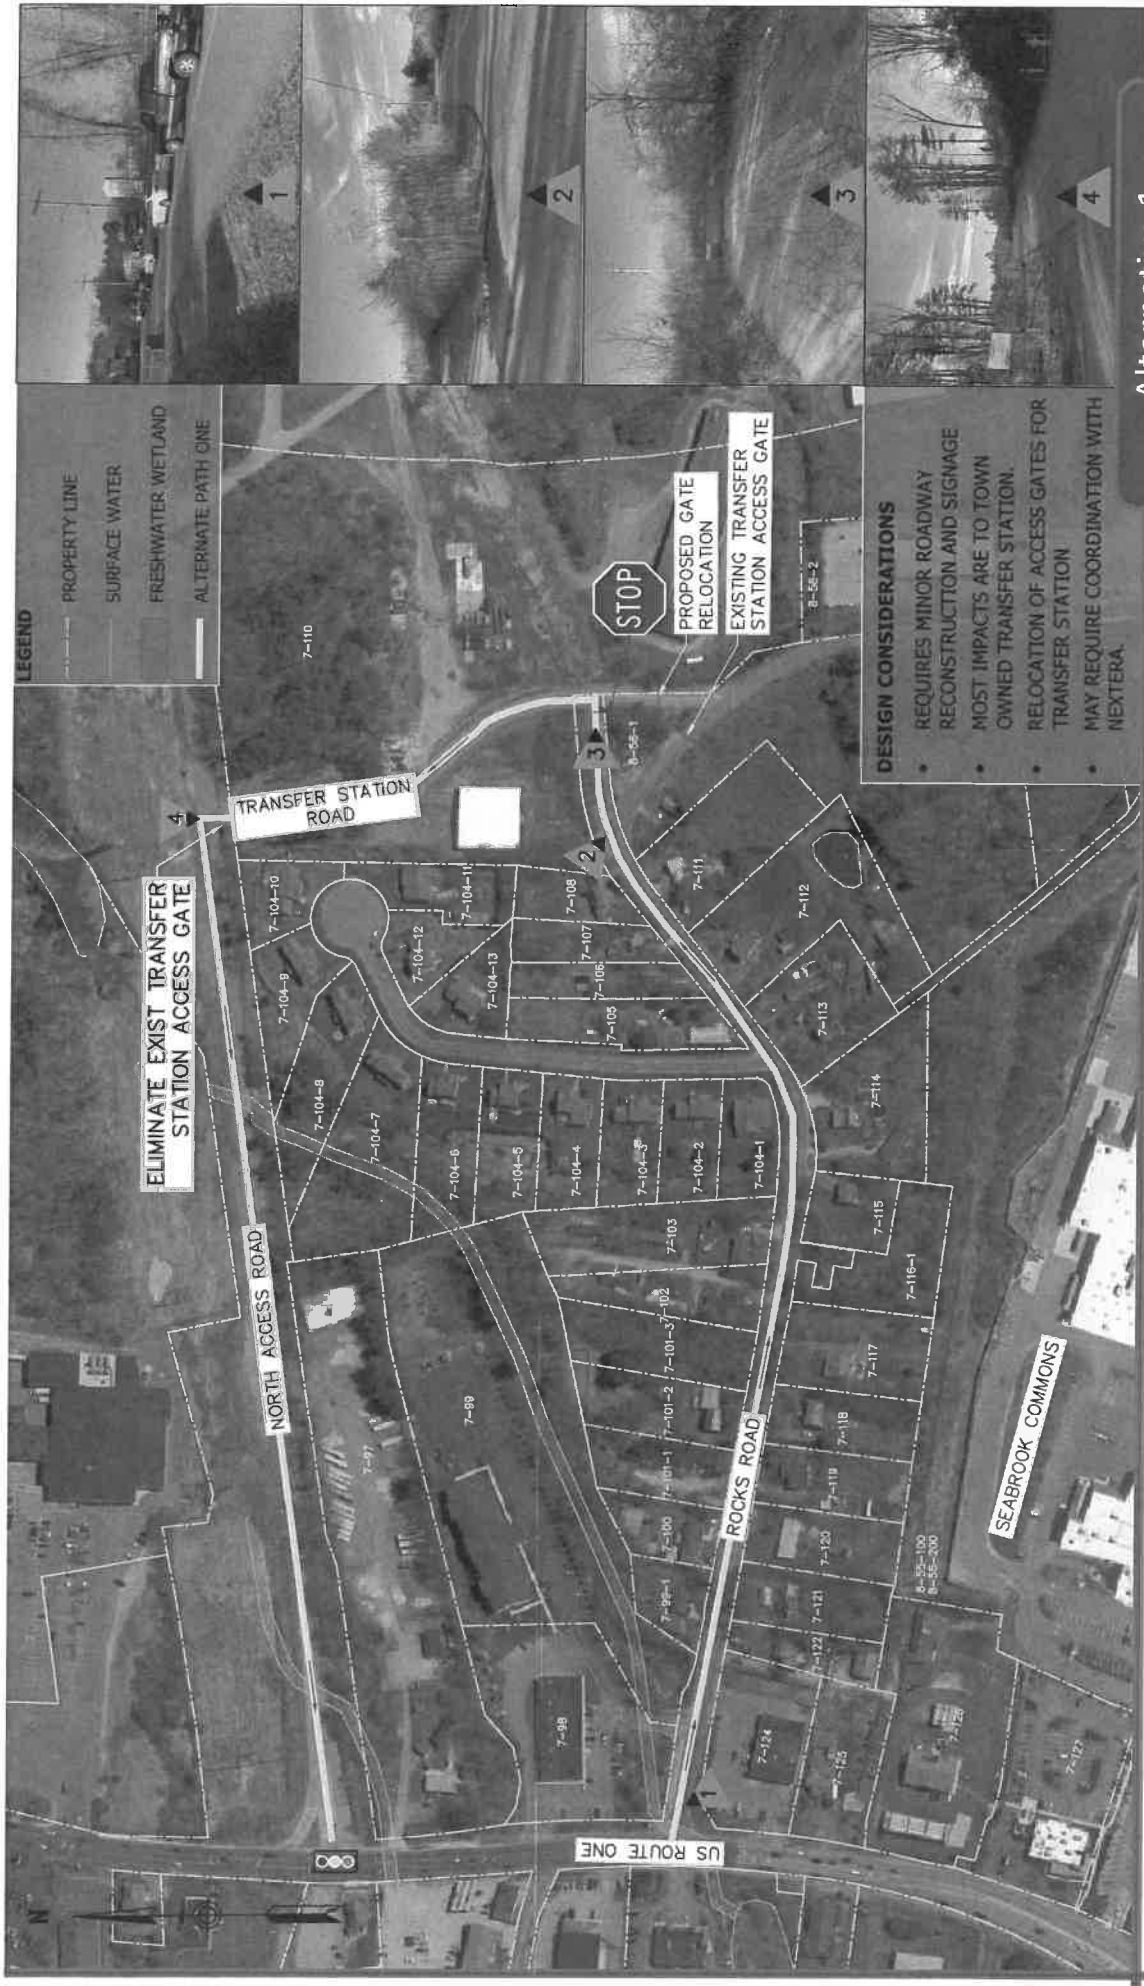 LEGEND
PROPERTY LINE
SURFACE WATER
FRESHWATER WETLAND
ALTERNATE PATH ONE
1
2
3
4
N
ELIMINATE EXIST TRANSFER
STATION ACCESS GATE
4
TRANSFER STATION
ROAD
NORTH ACCESS ROAD
7-110
STOP
PROPOSED GATE
RELOCATION
EXISTING TRANSFER
STATION ACCESS GATE
8-58-2
8-58-1
3
2
7-104-10
7-104-11
7-104-9
7-104-12
7-104-13
7-104-8
7-104-7
7-104-6
7-104-5
7-104-4
7-104-3
7-104-2
7-104-1
7-108
7-107
7-106
7-105
7-111
7-112
7-113
7-114
7-115
7-116-1
7-117
7-118
7-119
7-120
7-121
7-122
7-103
7-102
7-101-3
7-101-2
7-101-1
7-100
7-99-1
7-99
7-97
7-98
ROCKS ROAD
US ROUTE ONE
1
7-124
7-125
7-126
7-127
8-55-100
8-55-200
SEABROOK COMMONS
DESIGN CONSIDERATIONS
• REQUIRES MINOR ROADWAY
RECONSTRUCTION AND SIGNAGE
• MOST IMPACTS ARE TO TOWN
OWNED TRANSFER STATION.
• RELOCATION OF ACCESS GATES FOR
TRANSFER STATION
• MAY REQUIRE COORDINATION WITH
NEXTERA.
Alternative 1